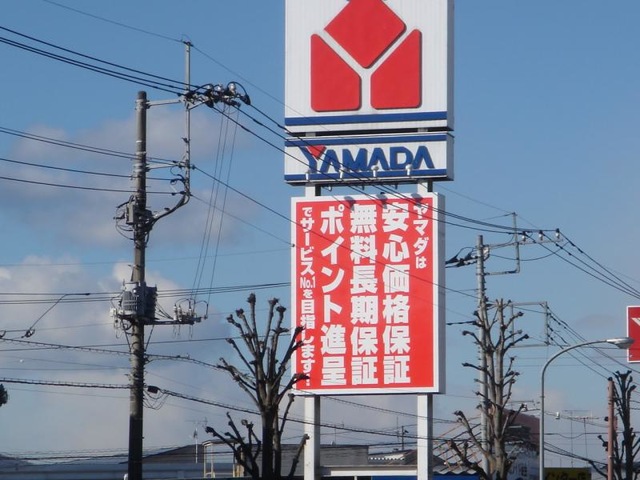 YAMADA
ヤマダは
安心価格保証
無料長期保証
ポイント進呈
でサービスNo.1を目指します!